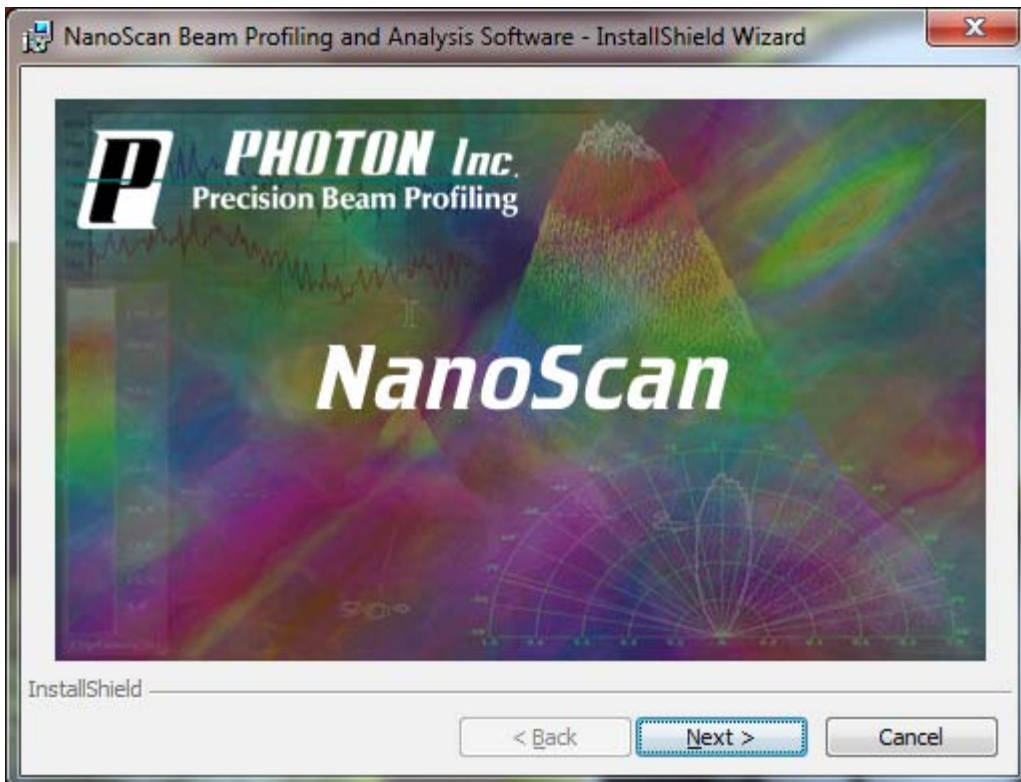 NanoScan Beam Profiling and Analysis Software - InstallShield Wizard
PHOTON Inc.
Precision Beam Profiling
NanoScan
InstallShield
< Back
Next >
Cancel